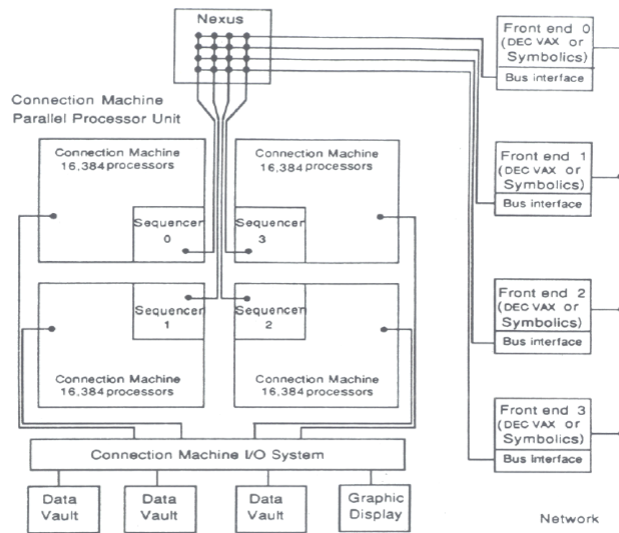 Nexus
Connection Machine
Parallel Processor Unit
Connection Machine
16,384 processors
Sequencer
0
Connection Machine
16,384 processors
Sequencer
3
Sequencer
1
Connection Machine
16,384 processors
Sequencer
2
Connection Machine
16,384 processors
Connection Machine I/O System
Data
Vault
Data
Vault
Data
Vault
Graphic
Display
Front end 0
(DEC VAX or
Symbolics)
Bus interface
Front end 1
(DEC VAX or
Symbolics)
Bus interface
Front end 2
(DEC VAX or
Symbolics)
Bus interface
Front end 3
(DEC VAX or
Symbolics)
Bus Interface
Network